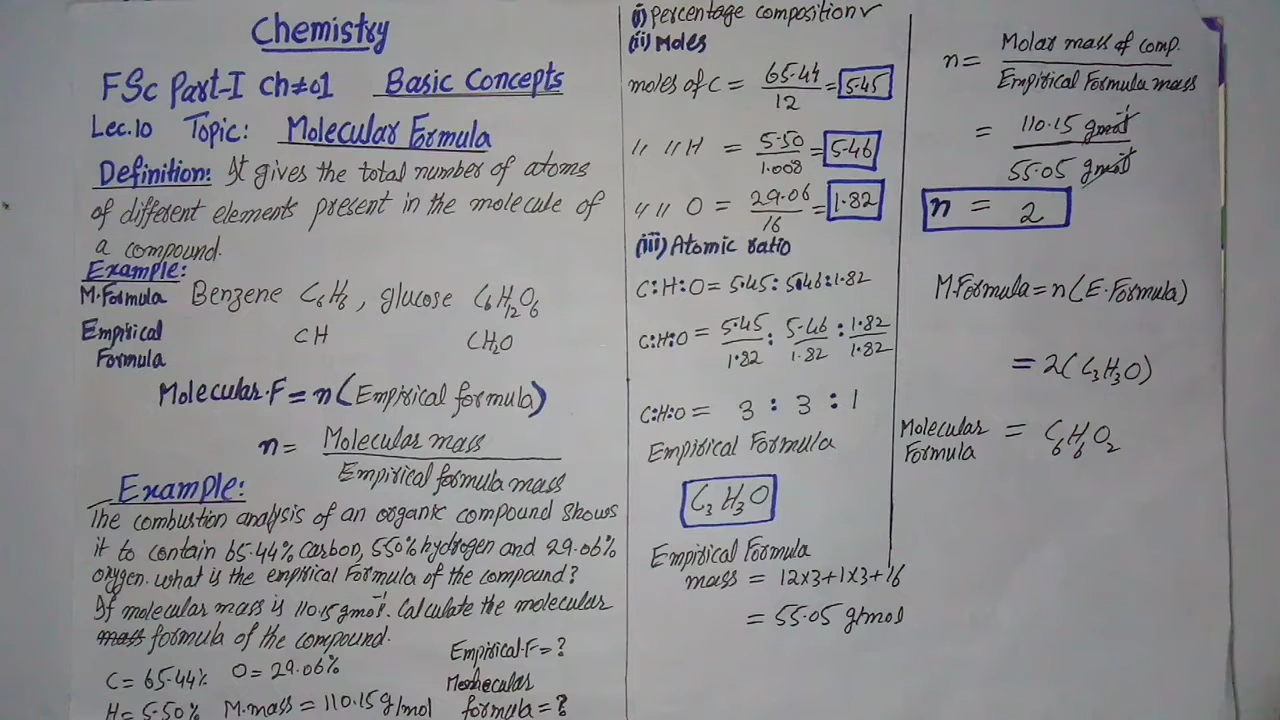 Chemistry
FSc Part-I Ch#01 Basic Concepts
Lec.10 Topic: Molecular Formula
Definition: It gives the total number of atoms
of different elements present in the molecule of
a compound.
Example:
M.Formula Benzene C₆H₆, glucose C₆H₁₂O₆
Empirical CH CH₂O
Formula
Molecular.F = n(Empirical formula)
n = Molecular mass
Empirical formula mass
Example:
The combustion analysis of an organic compound shows
it to contain 65.44% Carbon, 5.50% hydrogen and 29.06%
oxygen. What is the empirical Formula of the compound?
If molecular mass is 110.15 gmol⁻¹. Calculate the molecular
mass formula of the compound.
C = 65.44% O = 29.06%
H = 5.50% M.mass = 110.15 g/mol
Empirical.F = ?
Molecular
formula = ?
(i) Percentage composition ✓
(ii) Moles
moles of C = 65.44 / 12 = 5.45
" " H = 5.50 / 1.008 = 5.46
" " O = 29.06 / 16 = 1.82
(iii) Atomic ratio
C:H:O = 5.45 : 5.46 : 1.82
C:H:O = 5.45 / 1.82 : 5.46 / 1.82 : 1.82 / 1.82
C:H:O = 3 : 3 : 1
Empirical Formula
C₃H₃O
Empirical Formula
mass = 12x3+1x3+16
= 55.05 g/mol
n = Molar mass of comp.
Empirical Formula mass
= 110.15 gmol⁻¹
55.05 gmol⁻¹
n = 2
M.Formula = n(E.Formula)
= 2(C₃H₃O)
Molecular = C₆H₆O₂
Formula